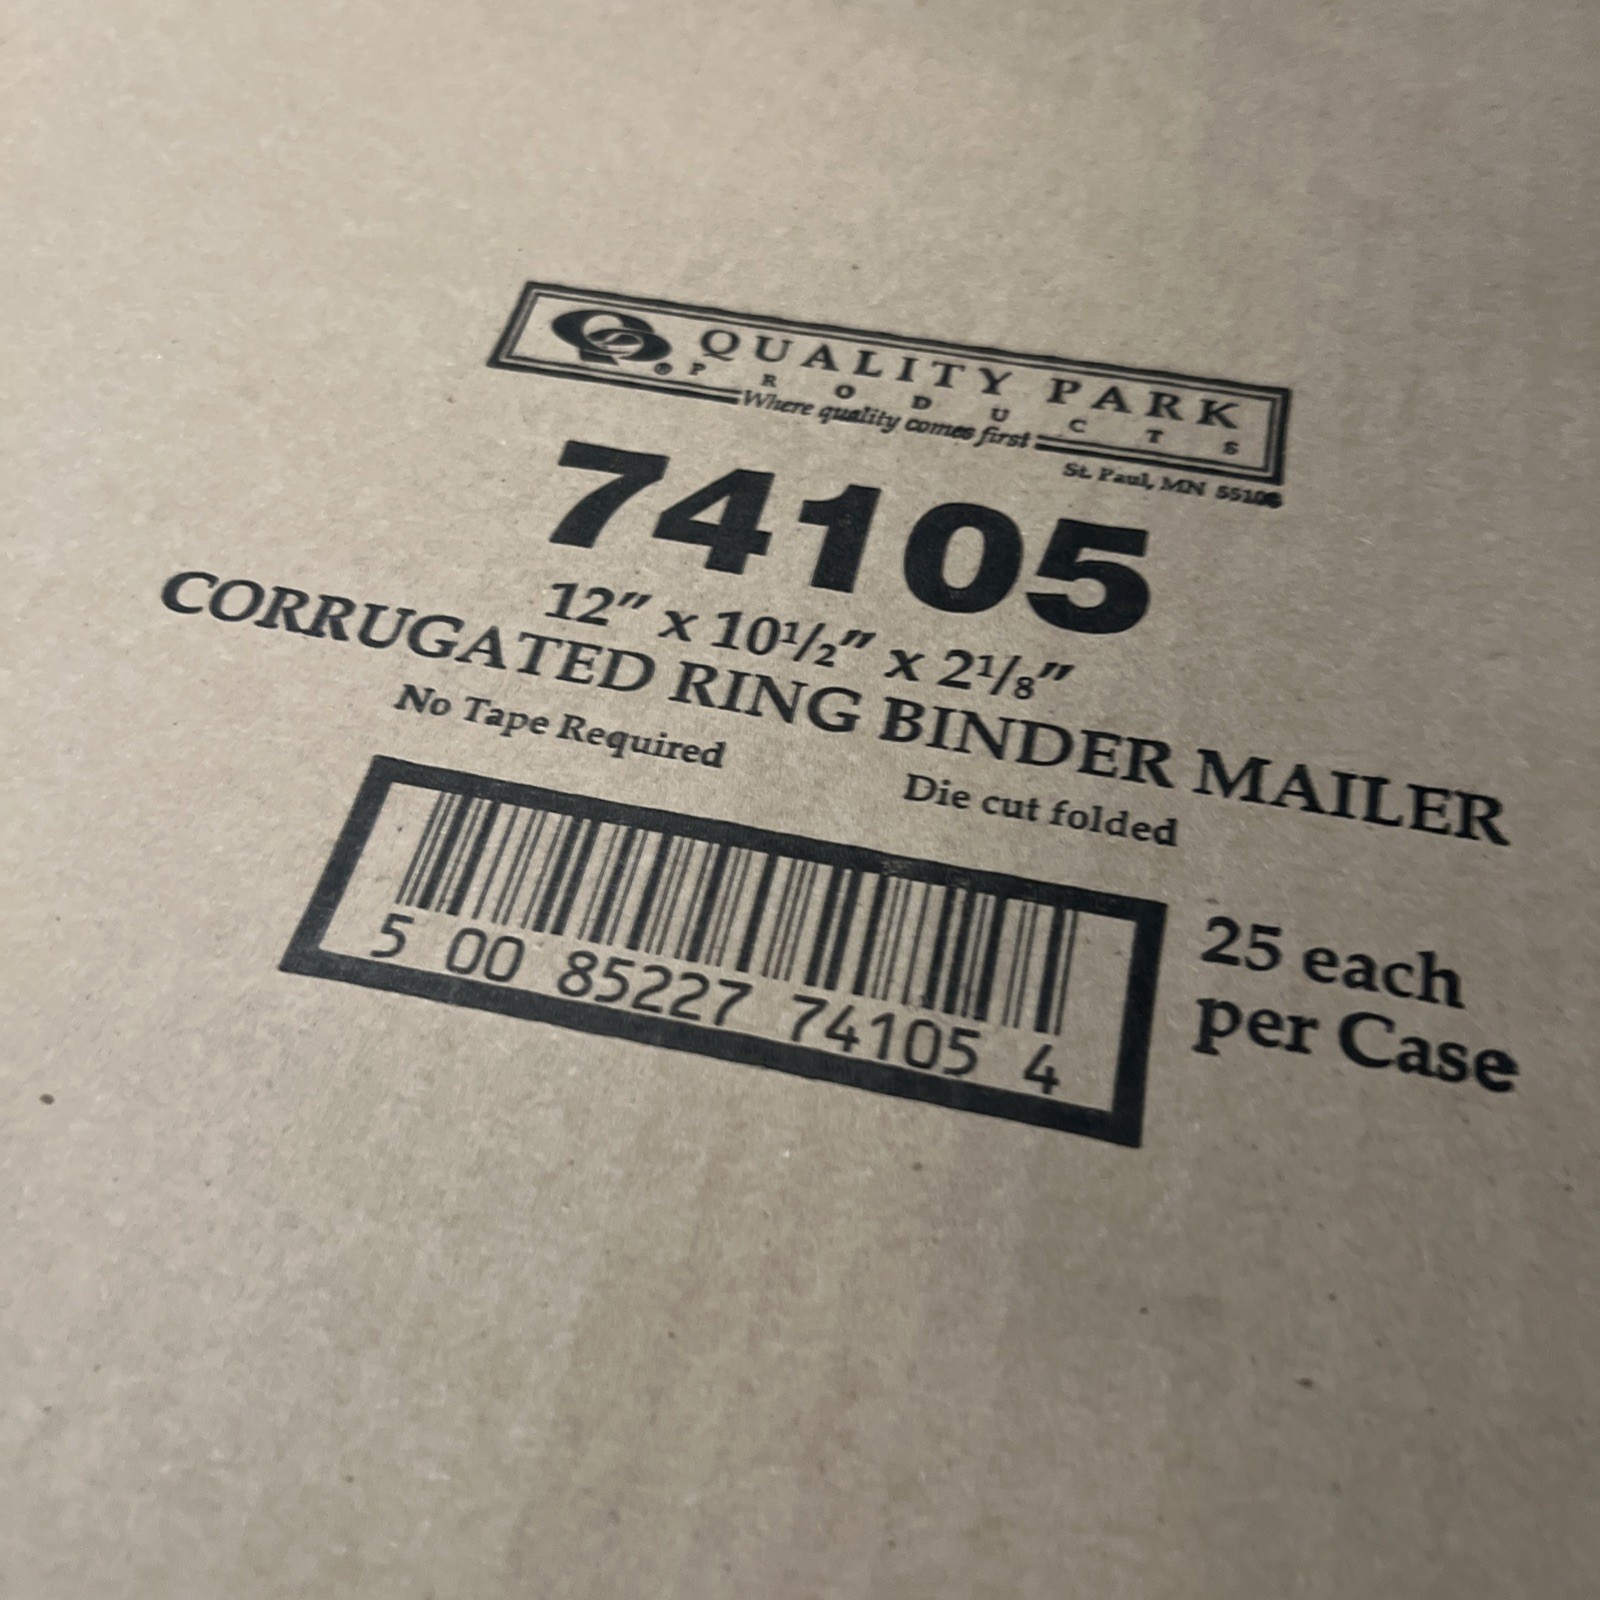 QUALITY PARK
®
PRODUCTS
Where quality comes first
St. Paul, MN
74105
12" x 10½" x 2⅛"
CORRUGATED RING BINDER MAILER
No Tape Required Die cut folded
5 00 85227 74105 4
25 each
per Case